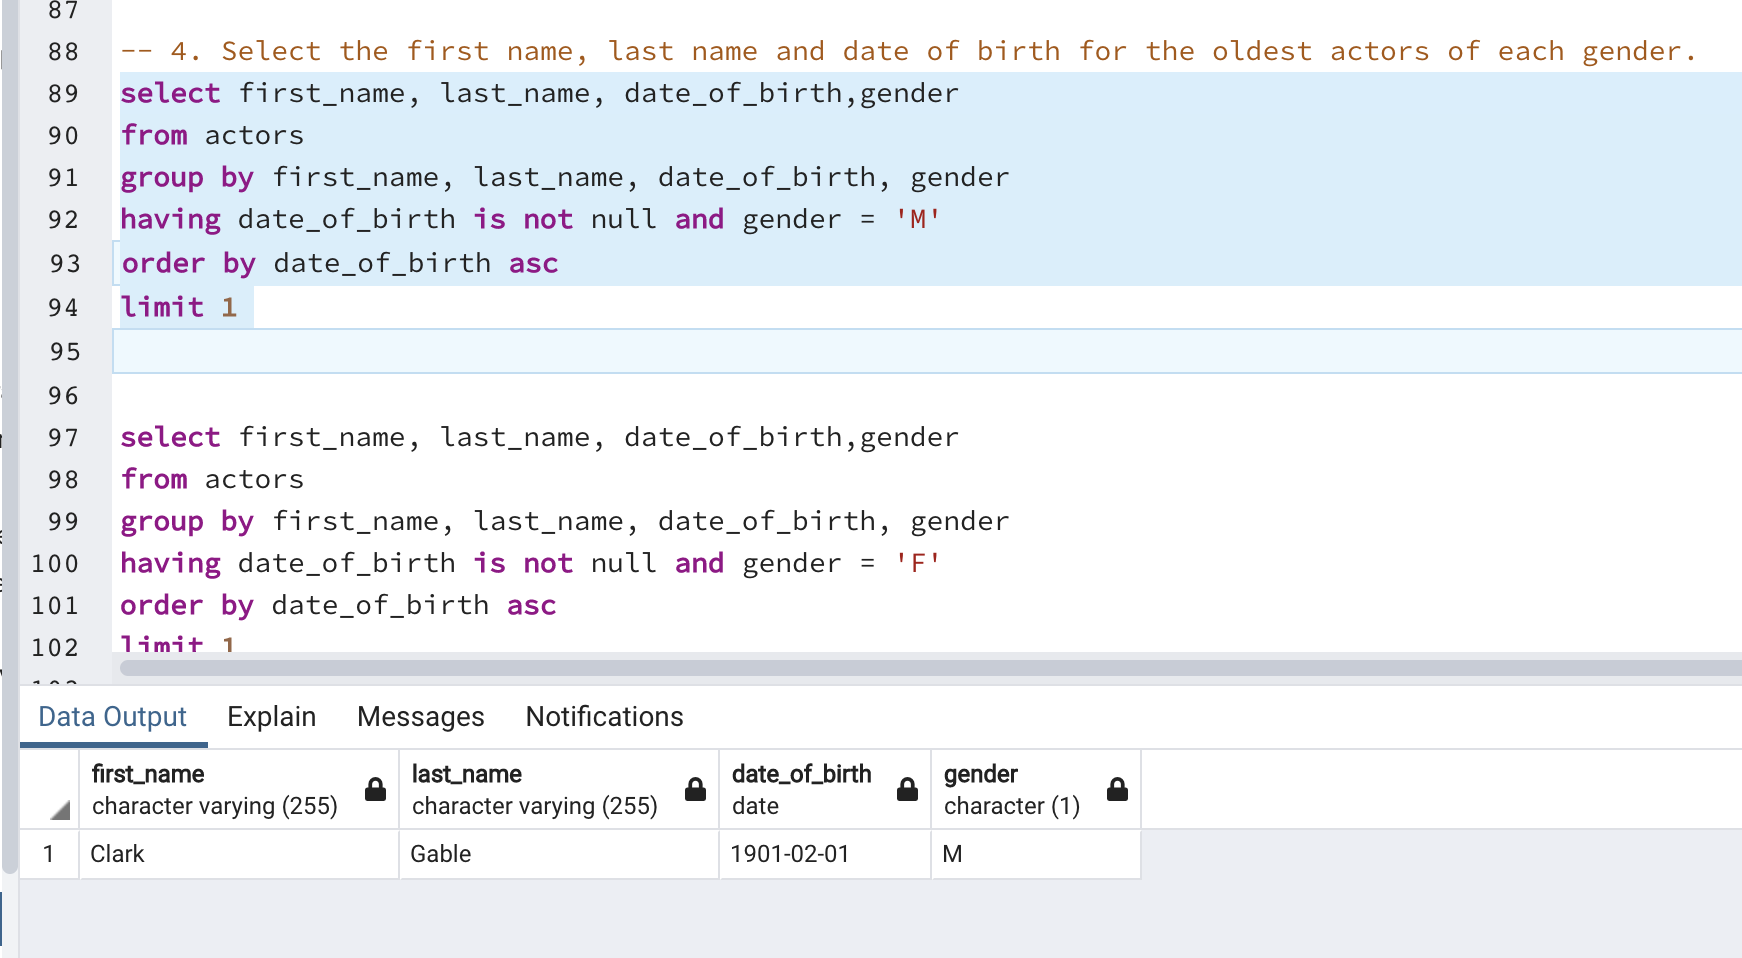 87
88 -- 4. Select the first name, last name and date of birth for the oldest actors of each gender.
89 select first_name, last_name, date_of_birth,gender
90 from actors
91 group by first_name, last_name, date_of_birth, gender
92 having date_of_birth is not null and gender = 'M'
93 order by date_of_birth asc
94 limit 1
95
96
97 select first_name, last_name, date_of_birth,gender
98 from actors
99 group by first_name, last_name, date_of_birth, gender
100 having date_of_birth is not null and gender = 'F'
101 order by date_of_birth asc
102 limit 1
Data Output Explain Messages Notifications
first_name last_name date_of_birth gender
character varying (255) character varying (255) date character (1)
1 Clark Gable 1901-02-01 M